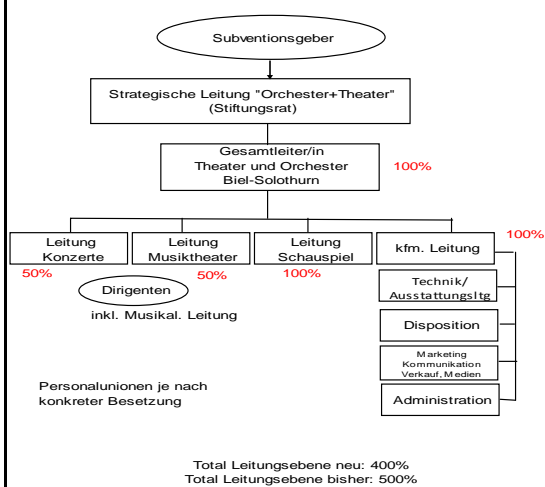 Subventionsgeber
Strategische Leitung "Orchester+Theater"
(Stiftungsrat)
Gesamtleiter/in
Theater und Orchester
Biel-Solothurn
100%
Leitung
Konzerte
50%
Leitung
Musiktheater
50%
Leitung
Schauspiel
100%
kfm. Leitung
100%
Dirigenten
inkl. Musikal. Leitung
Technik/
Ausstattungsltg
Disposition
Marketing
Kommunikation
Verkauf, Medien
Administration
Personalunionen je nach
konkreter Besetzung
Total Leitungsebene neu: 400%
Total Leitungsebene bisher: 500%